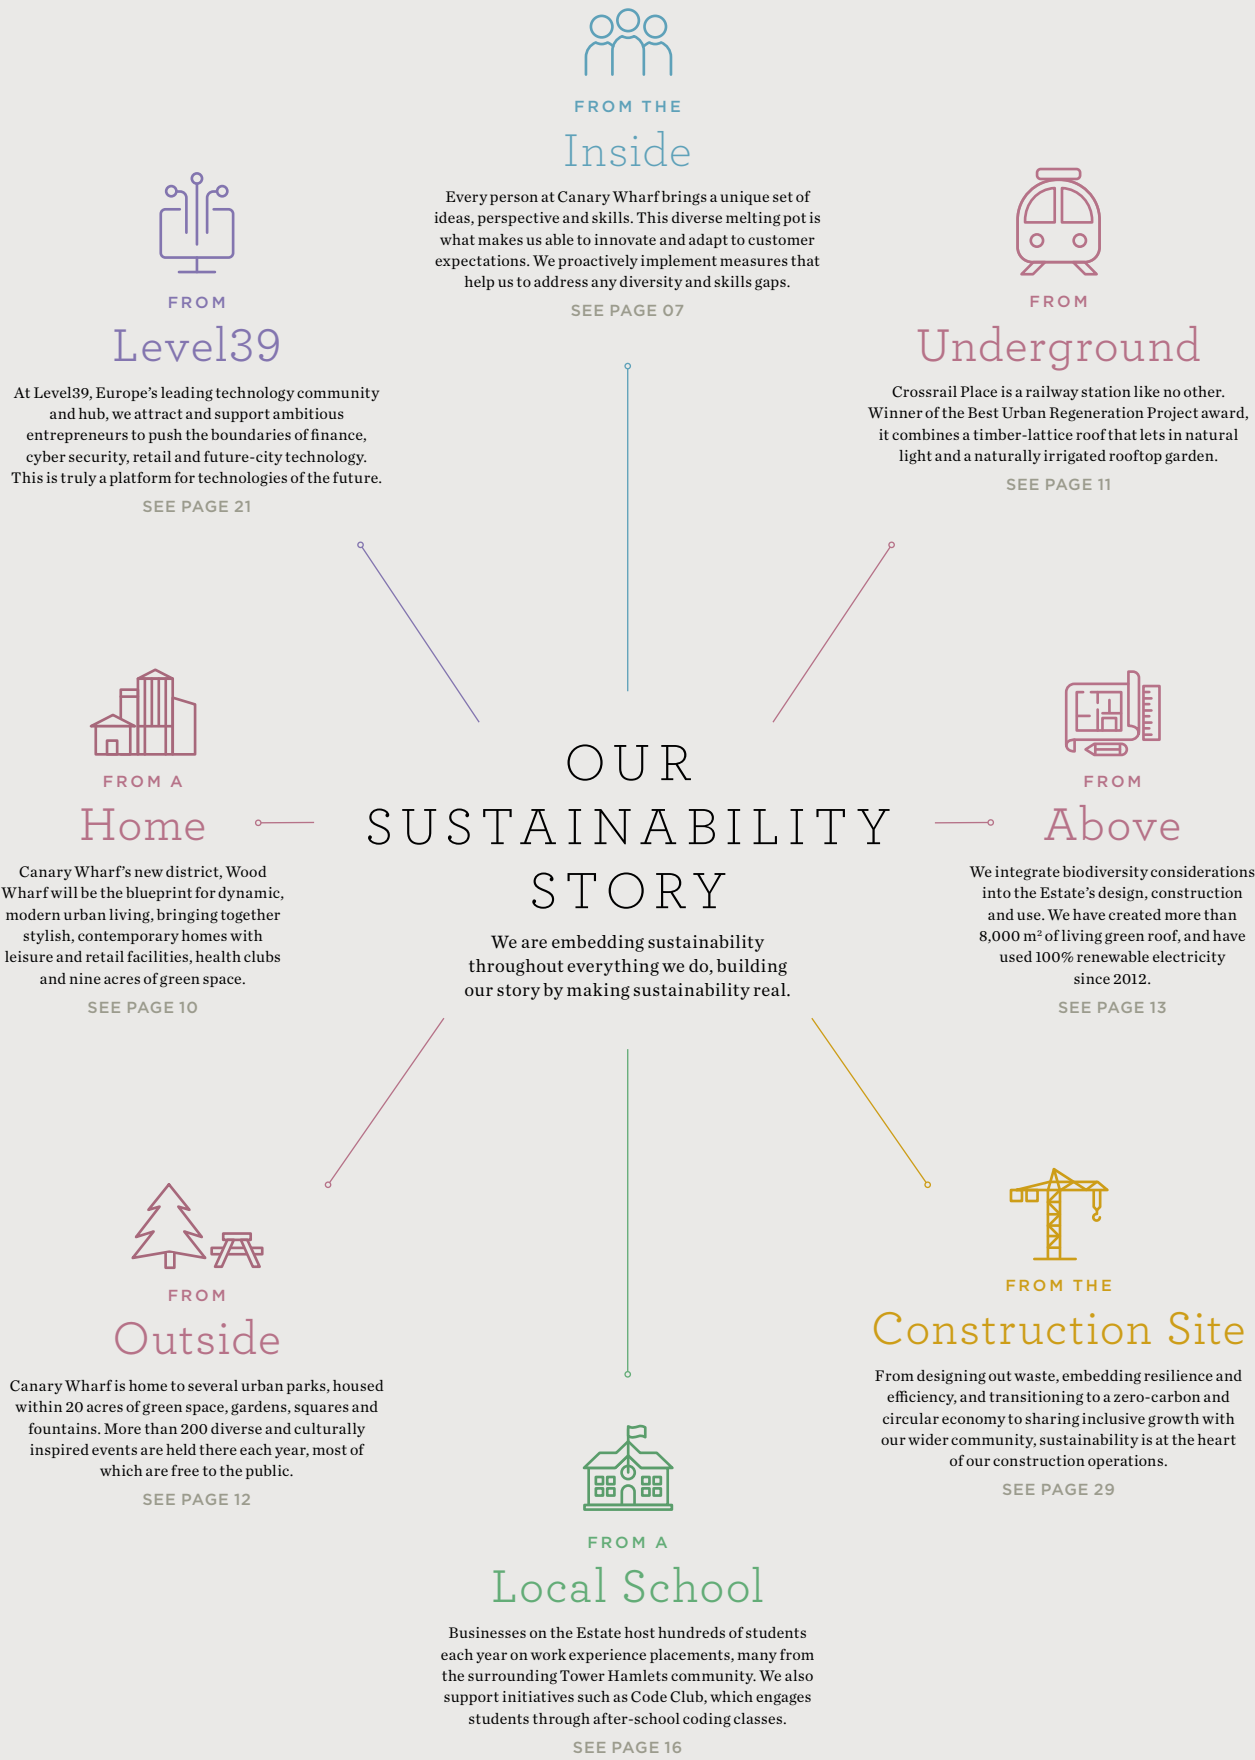 FROM THE
Inside
Every person at Canary Wharf brings a unique set of
ideas, perspective and skills. This diverse melting pot is
what makes us able to innovate and adapt to customer
expectations. We proactively implement measures that
help us to address any diversity and skills gaps.
SEE PAGE 07
FROM
Level39
At Level39, Europe’s leading technology community
and hub, we attract and support ambitious
entrepreneurs to push the boundaries of finance,
cyber security, retail and future-city technology.
This is truly a platform for technologies of the future.
SEE PAGE 21
FROM
Underground
Crossrail Place is a railway station like no other.
Winner of the Best Urban Regeneration Project award,
it combines a timber-lattice roof that lets in natural
light and a naturally irrigated rooftop garden.
SEE PAGE 11
FROM A
Home
Canary Wharf’s new district, Wood
Wharf will be the blueprint for dynamic,
modern urban living, bringing together
stylish, contemporary homes with
leisure and retail facilities, health clubs
and nine acres of green space.
SEE PAGE 10
OUR
SUSTAINABILITY
STORY
We are embedding sustainability
throughout everything we do, building
our story by making sustainability real.
FROM
Above
We integrate biodiversity considerations
into the Estate’s design, construction
and use. We have created more than
8,000 m² of living green roof, and have
used 100% renewable electricity
since 2012.
SEE PAGE 13
FROM
Outside
Canary Wharf is home to several urban parks, housed
within 20 acres of green space, gardens, squares and
fountains. More than 200 diverse and culturally
inspired events are held there each year, most of
which are free to the public.
SEE PAGE 12
FROM THE
Construction Site
From designing out waste, embedding resilience and
efficiency, and transitioning to a zero-carbon and
circular economy to sharing inclusive growth with
our wider community, sustainability is at the heart
of our construction operations.
SEE PAGE 29
FROM A
Local School
Businesses on the Estate host hundreds of students
each year on work experience placements, many from
the surrounding Tower Hamlets community. We also
support initiatives such as Code Club, which engages
students through after-school coding classes.
SEE PAGE 16